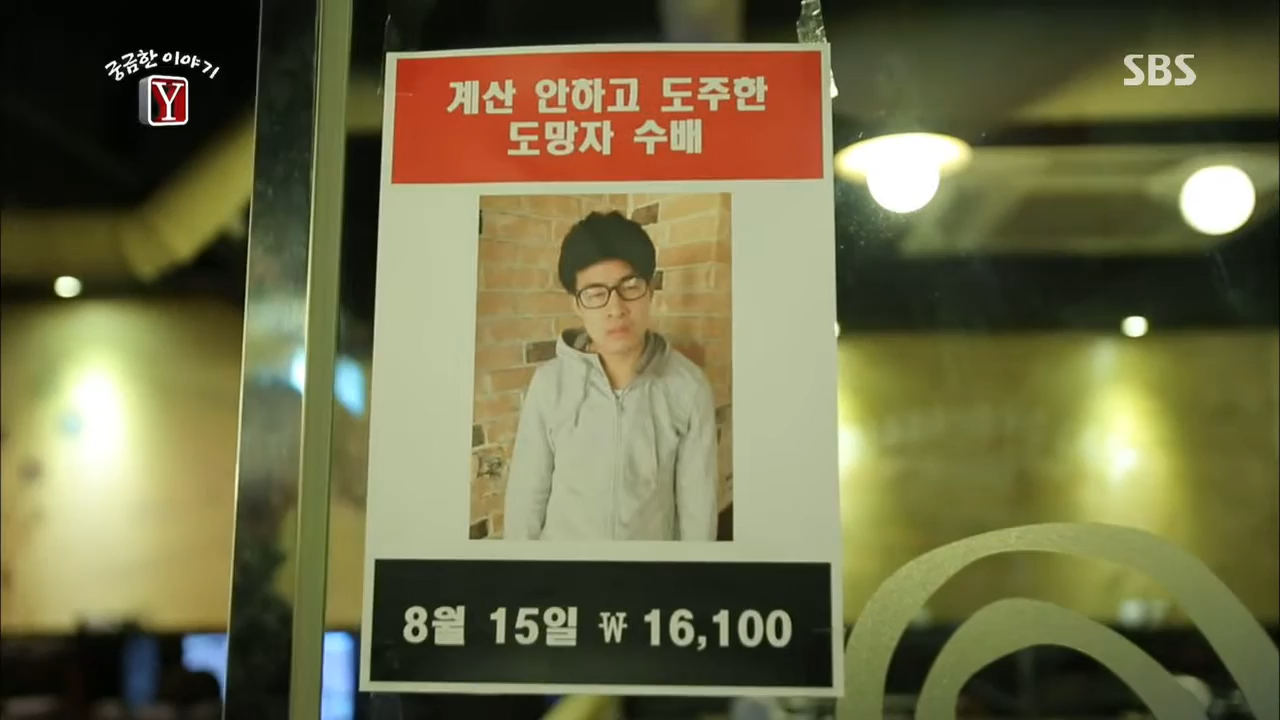 궁금한 이야기
Y
SBS
계산 안하고 도주한
도망자 수배
8월 15일 ₩ 16,100